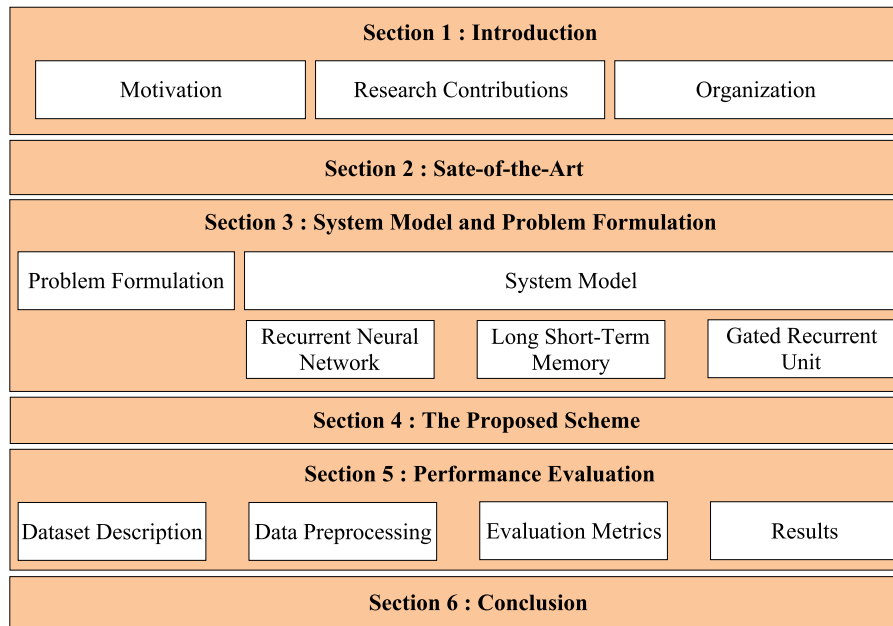 Section 1 : Introduction
Motivation
Research Contributions
Organization
Section 2 : Sate-of-the-Art
Section 3 : System Model and Problem Formulation
Problem Formulation
System Model
Recurrent Neural
Network
Long Short-Term
Memory
Gated Recurrent
Unit
Section 4 : The Proposed Scheme
Section 5 : Performance Evaluation
Dataset Description
Data Preprocessing
Evaluation Metrics
Results
Section 6 : Conclusion